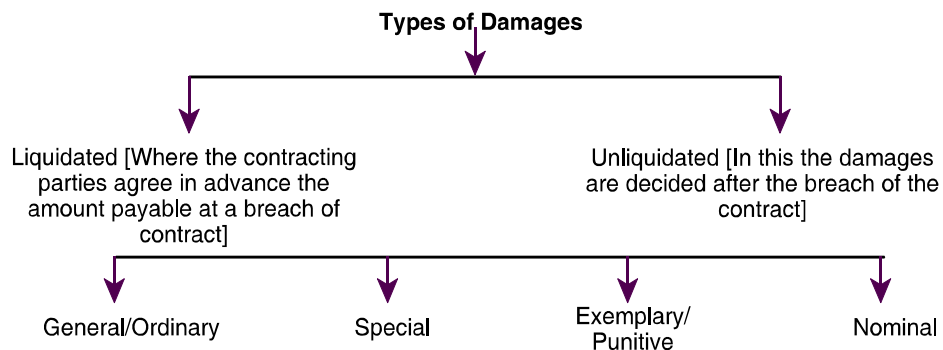 Types of Damages
Liquidated [Where the contracting
parties agree in advance the
amount payable at a breach of
contract]
Unliquidated [In this the damages
are decided after the breach of the
contract]
General/Ordinary
Special
Exemplary/
Punitive
Nominal